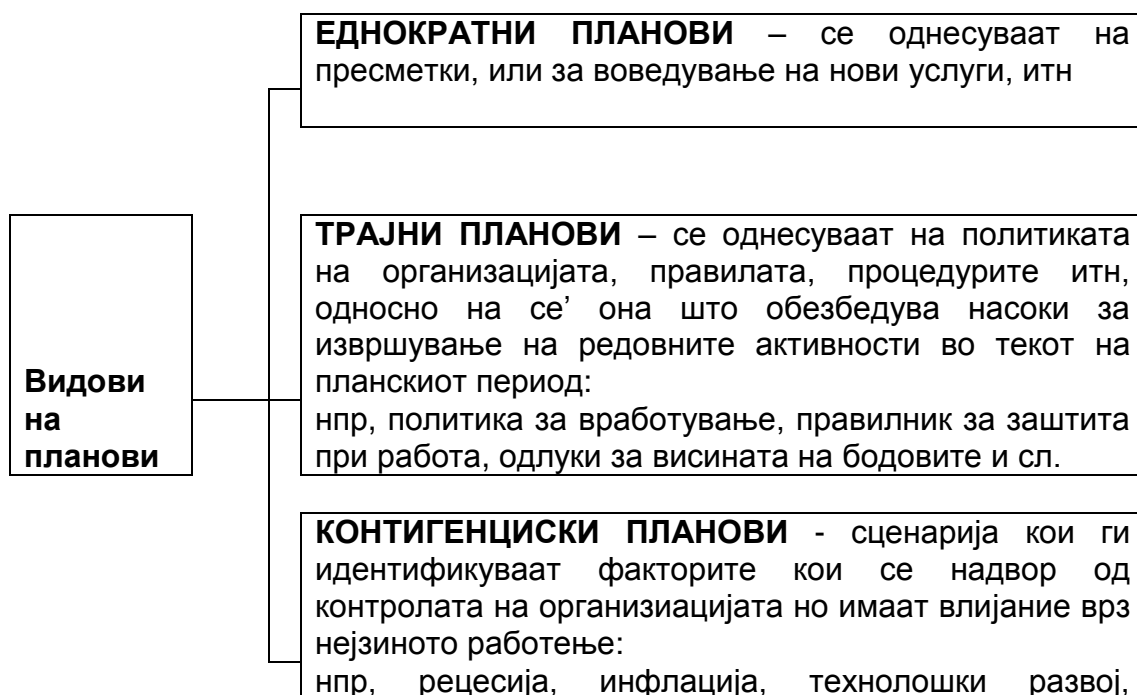 ЕДНОКРАТНИ ПЛАНОВИ – се однесуваат на
пресметки, или за воведување на нови услуги, итн
Видови
на
планови
ТРАЈНИ ПЛАНОВИ – се однесуваат на политиката
на организацијата, правилата, процедурите итн,
односно на се’ она што обезбедува насоки за
извршување на редовните активности во текот на
планскиот период:
нпр, политика за вработување, правилник за заштита
при работа, одлуки за висината на бодовите и сл.
КОНТИГЕНЦИСКИ ПЛАНОВИ - сценарија кои ги
идентификуваат факторите кои се надвор од
контролата на организиацијата но имаат влијание врз
нејзиното работење:
нпр, рецесија, инфлација, технолошки развој,